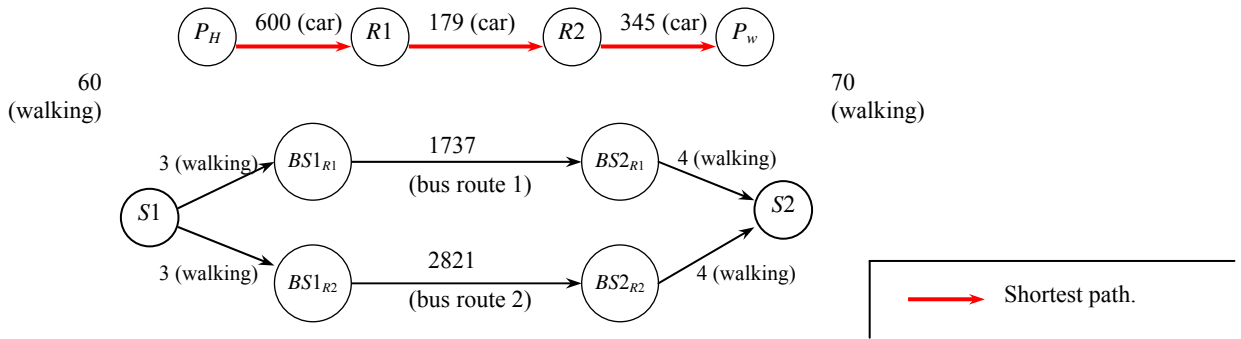 600 (car) 179 (car) 345 (car)
P_H R1 R2 P_w
60
(walking)
70
(walking)
3 (walking) BS1_R1 1737 BS2_R1 4 (walking)
(bus route 1)
S1 S2
3 (walking) BS1_R2 2821 BS2_R2 4 (walking)
(bus route 2)
Shortest path.